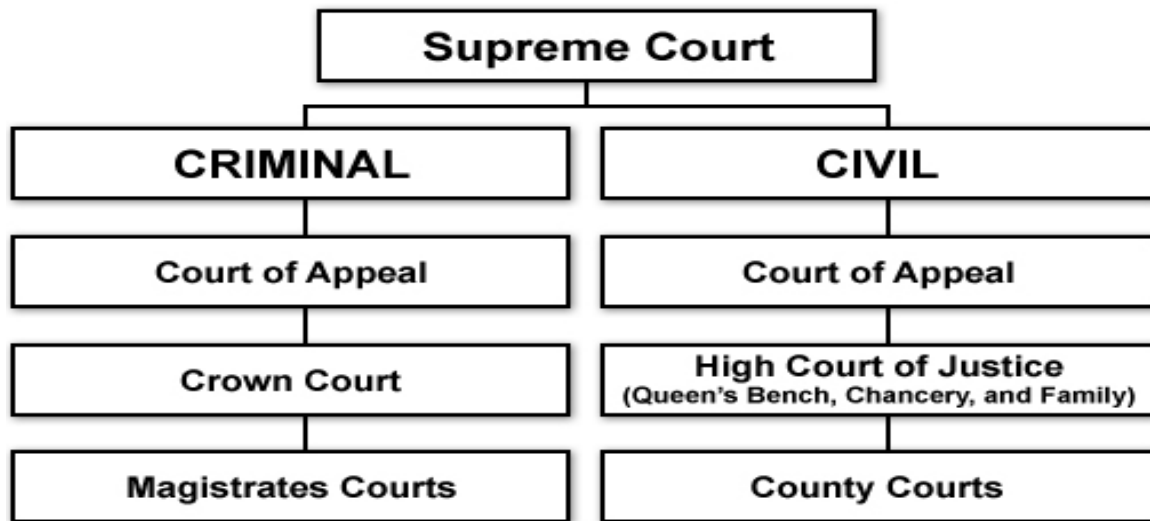 Supreme Court
CRIMINAL
CIVIL
Court of Appeal
Court of Appeal
Crown Court
High Court of Justice
(Queen's Bench, Chancery, and Family)
Magistrates Courts
County Courts